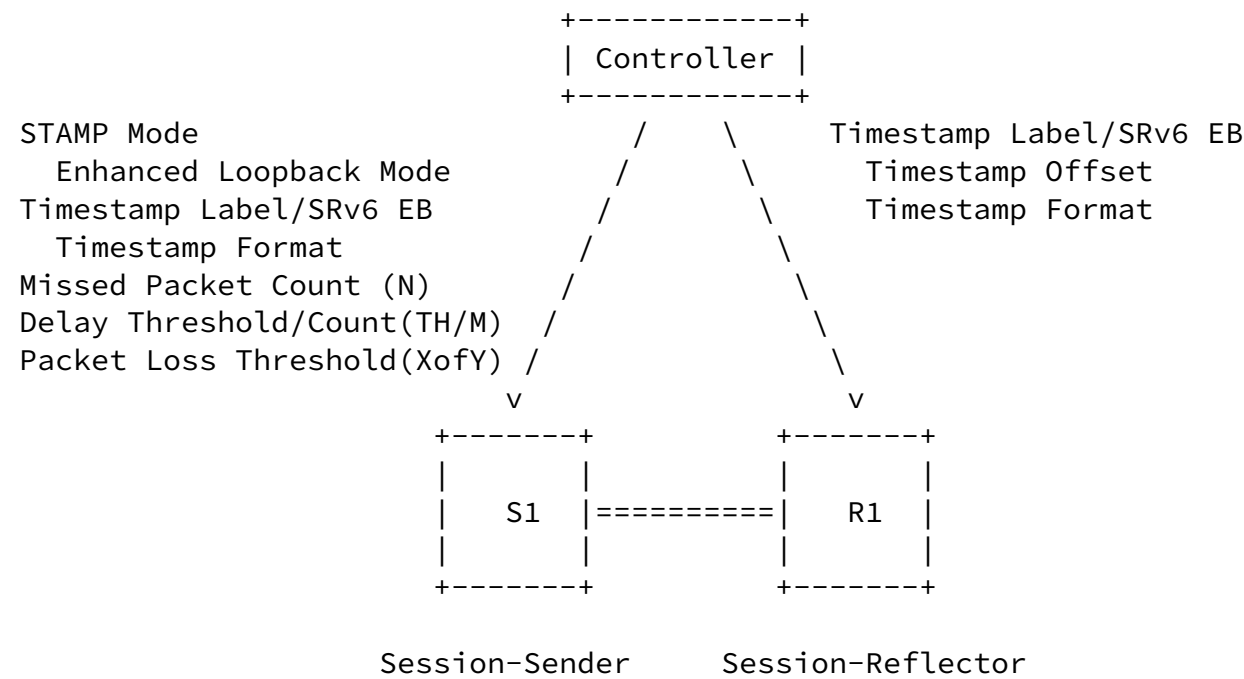 +------------+
| Controller |
+------------+
STAMP Mode / \ Timestamp Label/SRv6 EB
Enhanced Loopback Mode / \ Timestamp Offset
Timestamp Label/SRv6 EB / \ Timestamp Format
Timestamp Format / \
Missed Packet Count (N) / \
Delay Threshold/Count(TH/M) / \
Packet Loss Threshold(XofY) / \
v v
+-------+ +-------+
| | | |
| S1 |==========| R1 |
| | | |
+-------+ +-------+
Session-Sender Session-Reflector